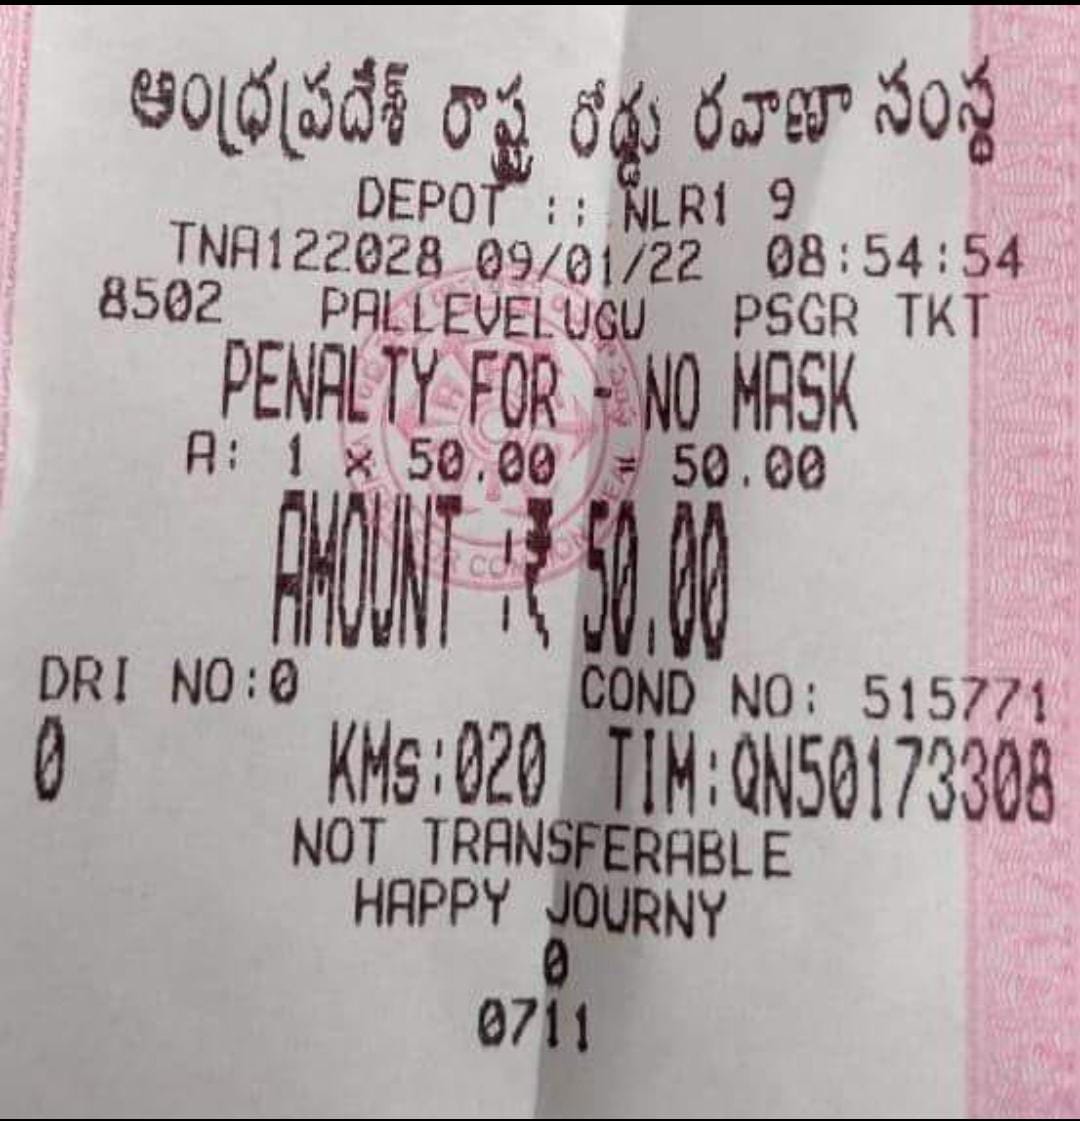 ఆంధ్రప్రదేశ్ రాష్ట్ర రోడ్డు రవాణా సంస్థ
DEPOT :: NLR1 9
TNA122028 09/01/22 08:54:54
8502 PALLEVELUGU PSGR TKT
PENALTY FOR - NO MASK
A: 1 x 50.00 = 50.00
AMOUNT :₹ 50.00
DRI NO:0 COND NO: 515771
0 KMs:020 TIM:QN50173308
NOT TRANSFERABLE
HAPPY JOURNY
0
0711